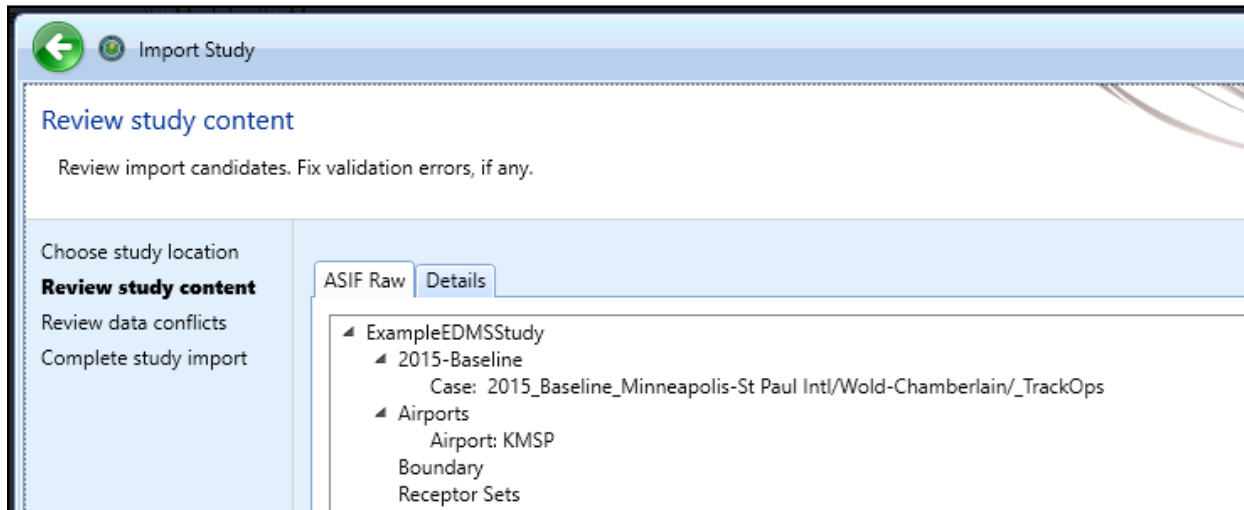 Import Study
Review study content
Review import candidates. Fix validation errors, if any.
Choose study location
Review study content
Review data conflicts
Complete study import
ASIF Raw
Details
ExampleEDMSStudy
2015-Baseline
Case: 2015_Baseline_Minneapolis-St Paul Intl/Wold-Chamberlain/_TrackOps
Airports
Airport: KMSP
Boundary
Receptor Sets